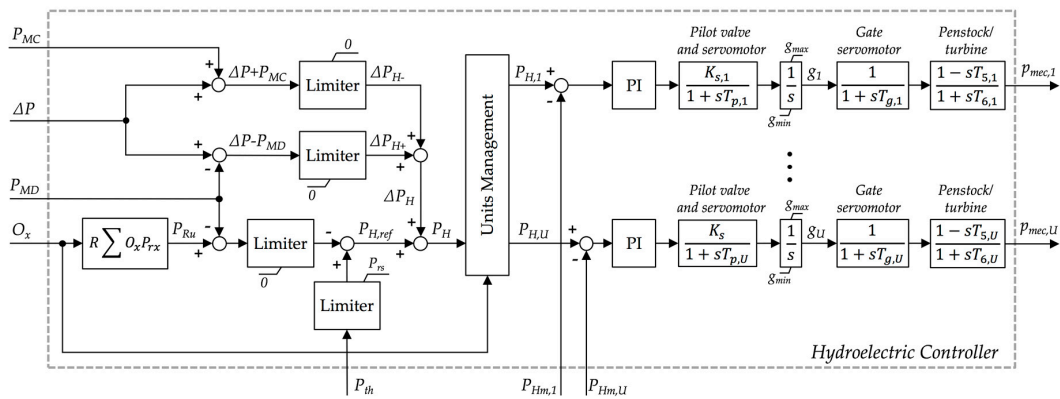 P_MC
ΔP
P_MD
O_x
ΔP+P_MC
0
Limiter
ΔP_H-
ΔP-P_MD
Limiter
0
ΔP_H+
ΔP_H
R ∑ O_x P_rx
P_Ru
Limiter
0
P_H,ref
P_H
P_rs
Limiter
P_th
Units Management
P_H,1
PI
Pilot valve
and servomotor
K_s,1
1 + sT_p,1
g_max
1
s
g_min
g_1
Gate
servomotor
1
1 + sT_g,1
Penstock/
turbine
1 − sT_5,1
1 + sT_6,1
p_mec,1
P_H,U
PI
Pilot valve
and servomotor
K_s
1 + sT_p,U
g_max
1
s
g_min
g_U
Gate
servomotor
1
1 + sT_g,U
Penstock/
turbine
1 − sT_5,U
1 + sT_6,U
p_mec,U
P_Hm,1
P_Hm,U
Hydroelectric Controller